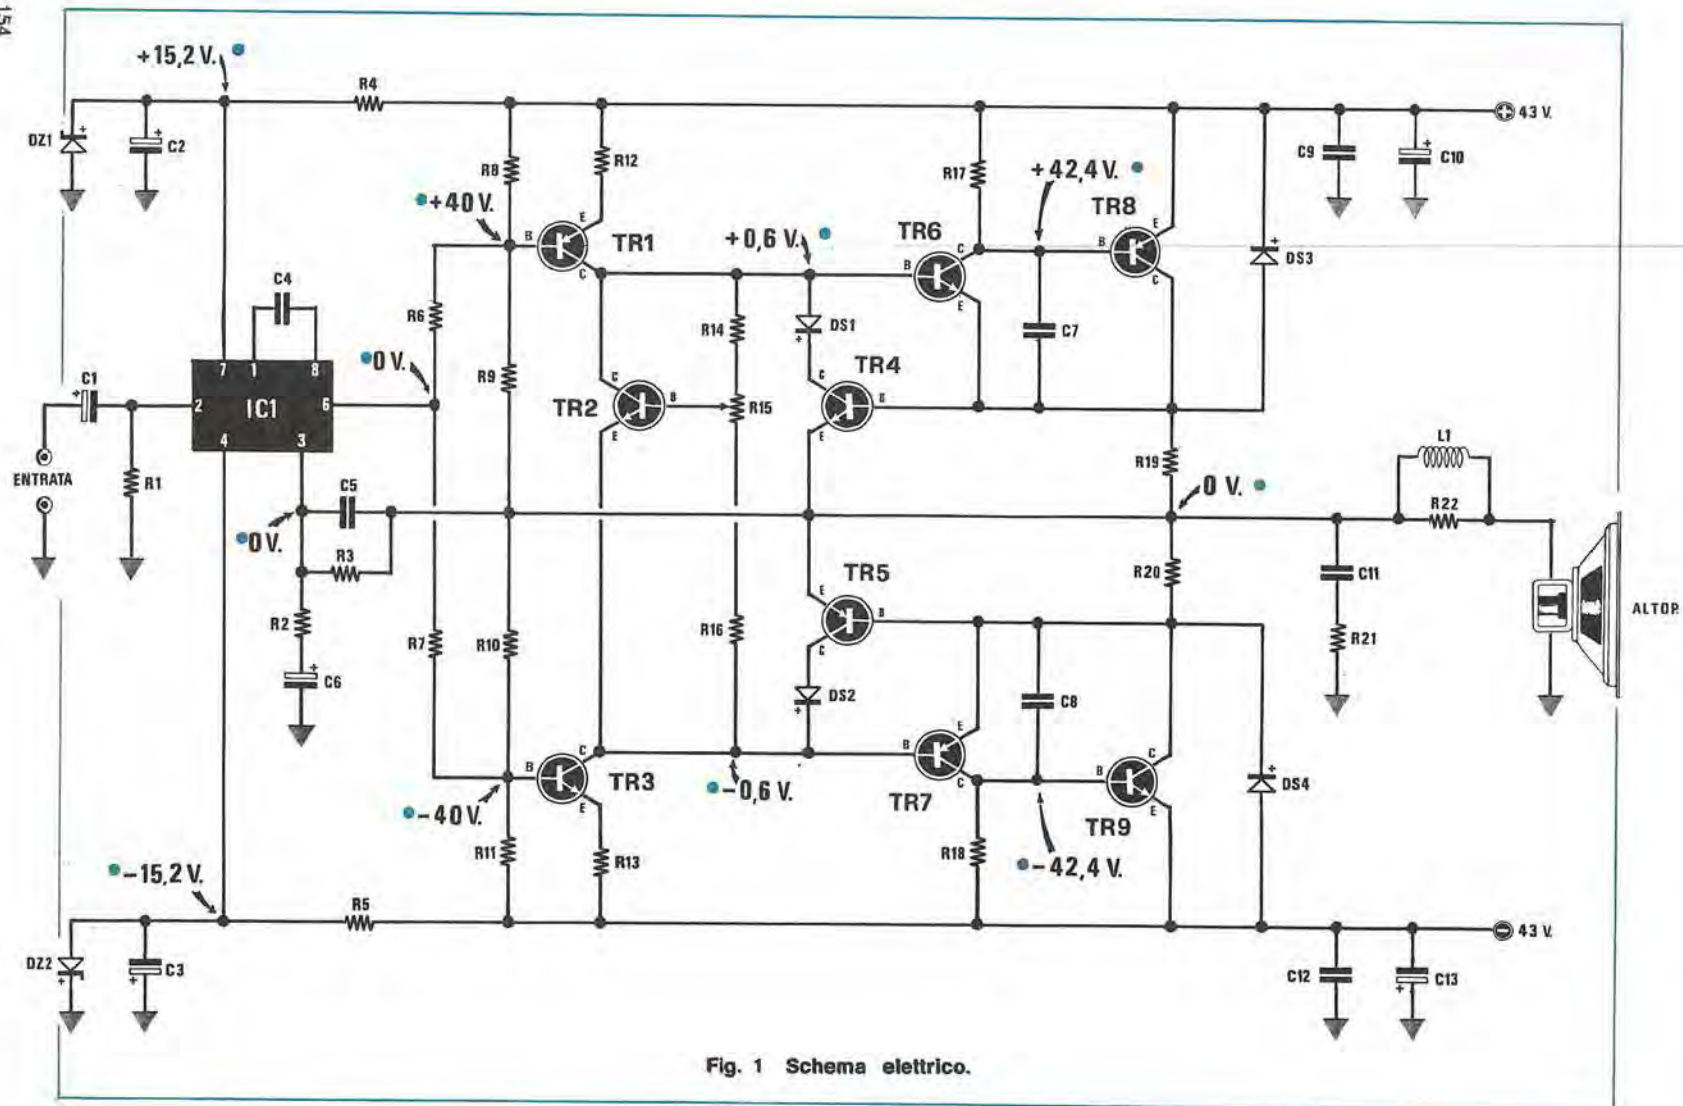 154
+15,2 V.
R4
43 V.
DZ1
C2
R8
R12
R17
+42,4 V.
C9
C10
+40 V.
E
B
TR1
C
+0,6 V.
TR6
C
B
E
TR8
E
B
C
DS3
C4
R6
R14
DS1
C7
0 V.
7
1
8
R9
TR4
C1
2
IC1
6
TR2
C
B
E
R15
C
B
E
4
3
R19
L1
ENTRATA
R1
C5
0 V.
R22
0 V.
R3
TR5
R20
C11
E
B
C
ALTOP.
R2
R7
R10
R16
R21
C6
DS2
C8
C
B
TR3
E
E
B
TR7
C
C
B
TR9
E
DS4
-0,6 V.
-40 V.
R11
R13
R18
-42,4 V.
-15,2 V.
R5
43 V.
DZ2
C3
C12
C13
Fig. 1 Schema elettrico.